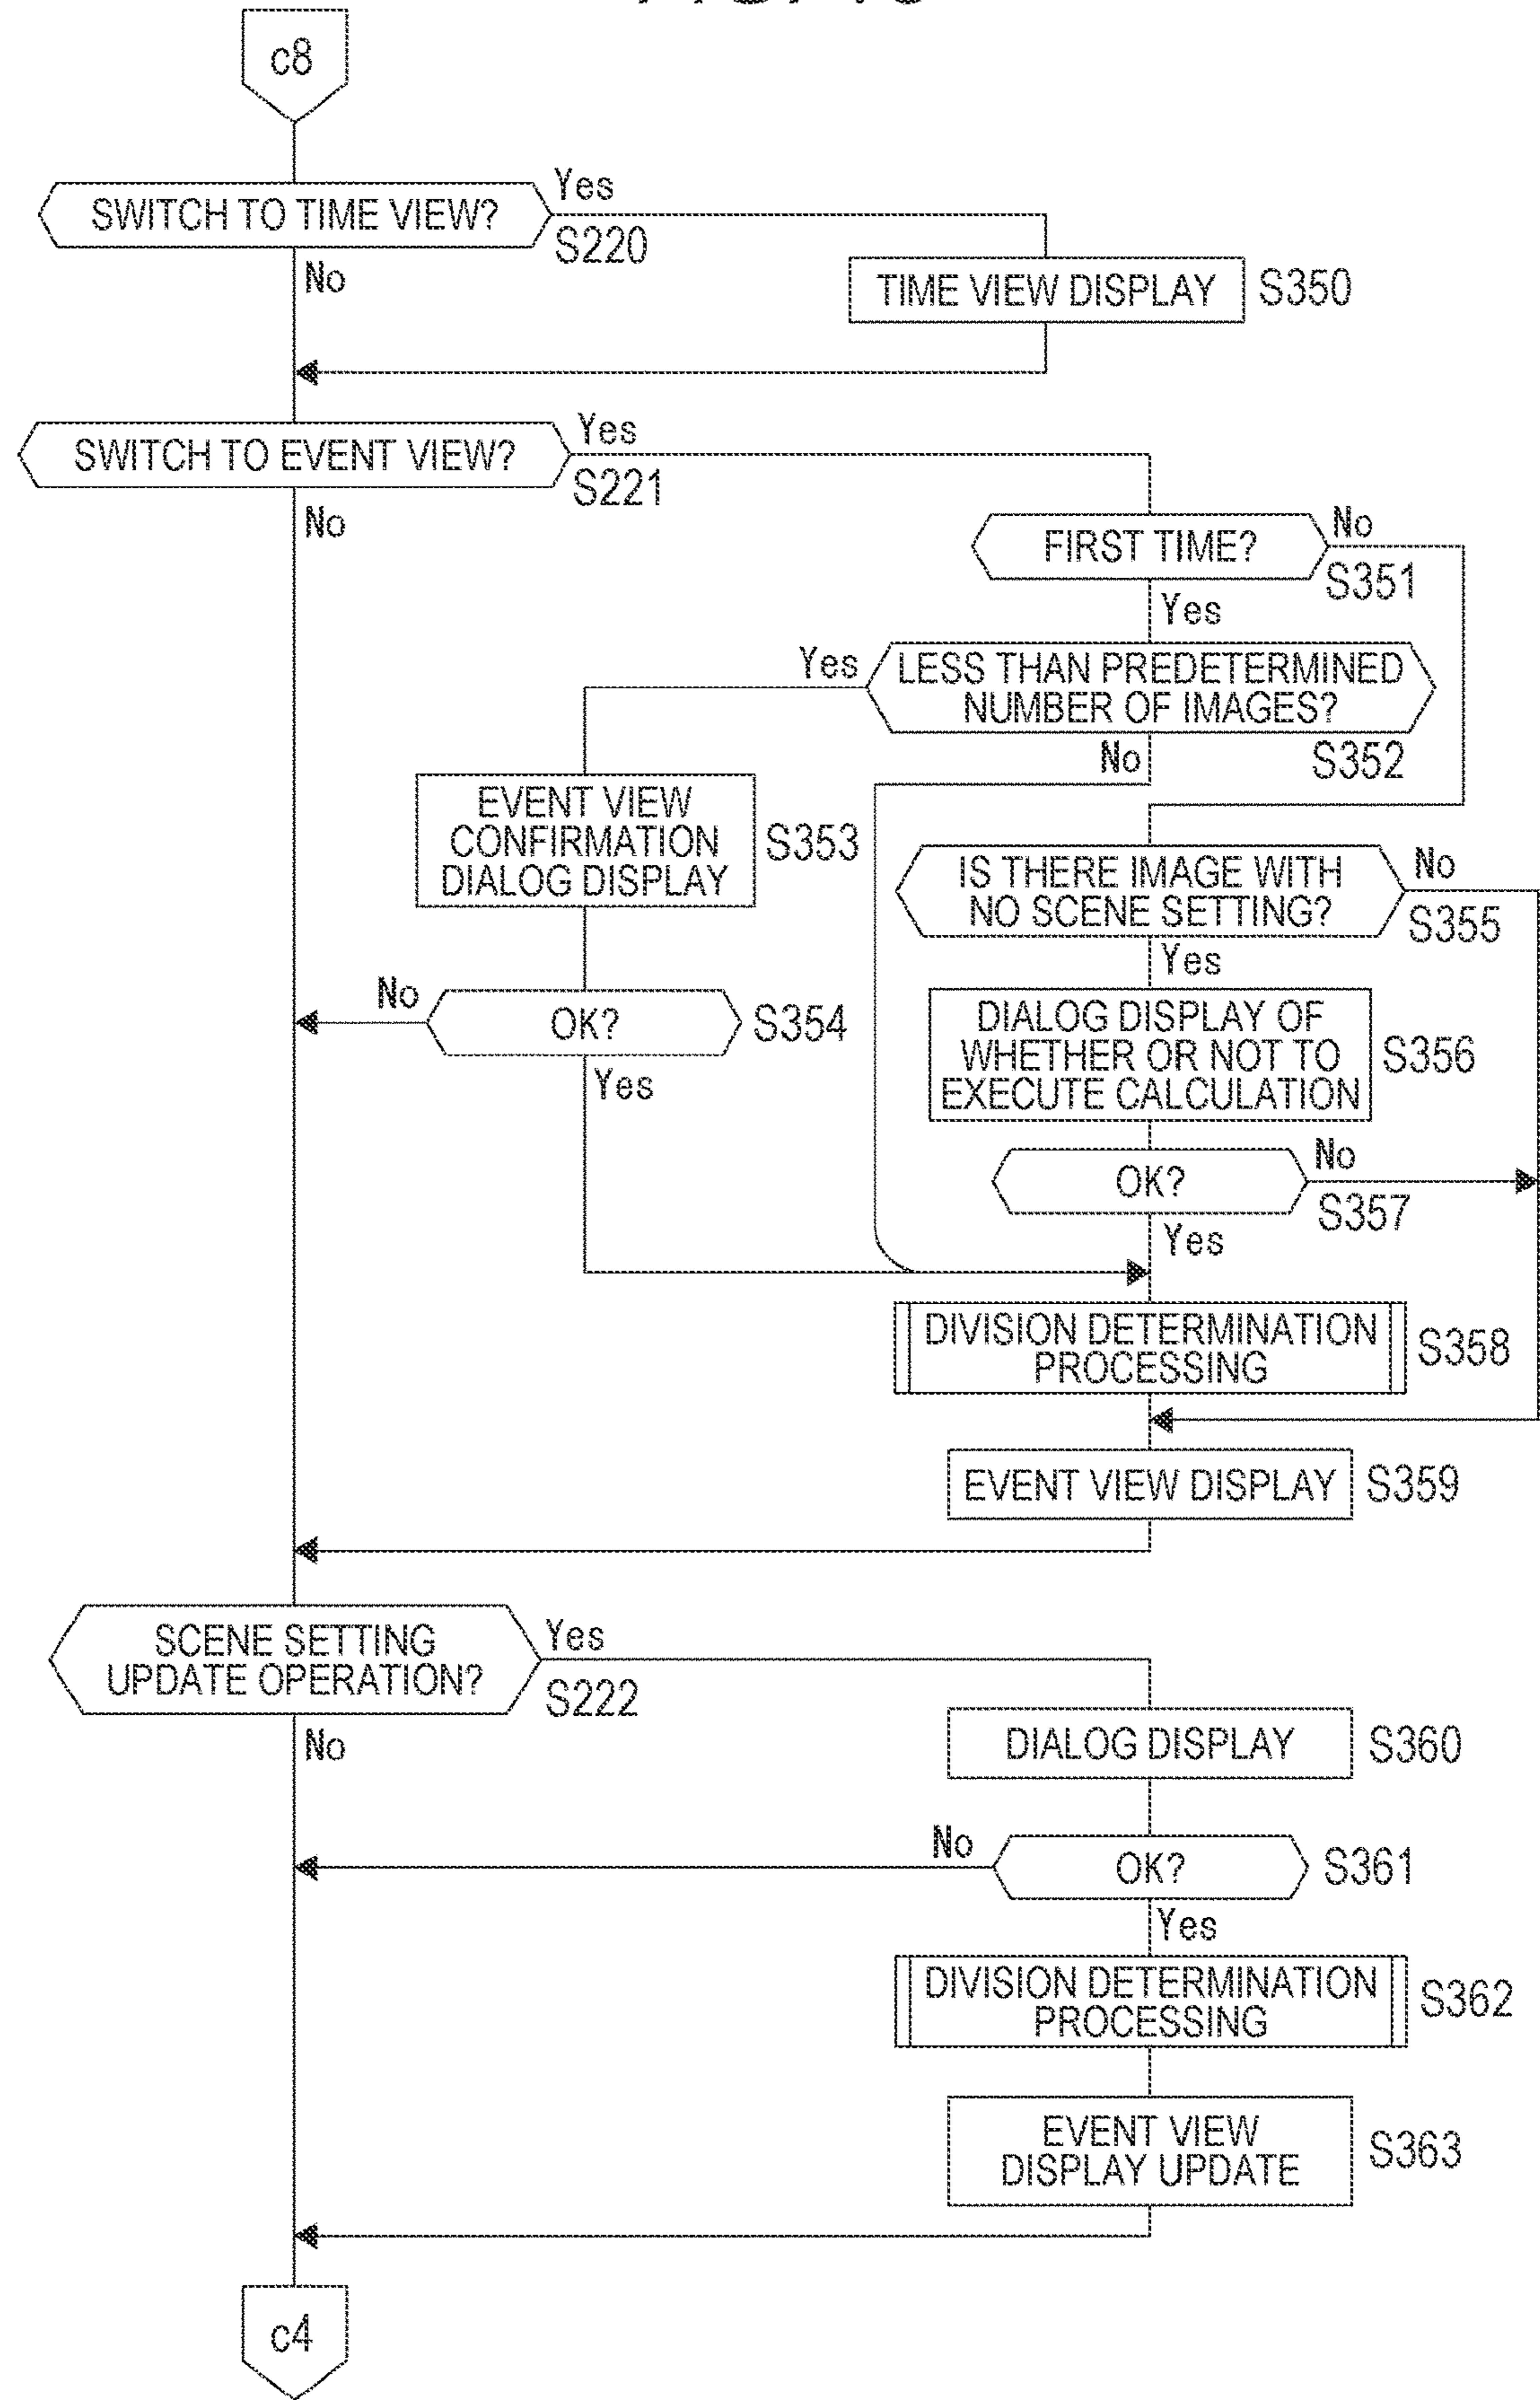 c8
SWITCH TO TIME VIEW?
Yes
S220
No
TIME VIEW DISPLAY
S350
SWITCH TO EVENT VIEW?
Yes
S221
No
FIRST TIME?
No
S351
Yes
LESS THAN PREDETERMINED
NUMBER OF IMAGES?
Yes
S352
No
EVENT VIEW
CONFIRMATION
DIALOG DISPLAY
S353
IS THERE IMAGE WITH
NO SCENE SETTING?
No
S355
Yes
OK?
No
S354
Yes
DIALOG DISPLAY OF
WHETHER OR NOT TO
EXECUTE CALCULATION
S356
OK?
No
S357
Yes
DIVISION DETERMINATION
PROCESSING
S358
EVENT VIEW DISPLAY
S359
SCENE SETTING
UPDATE OPERATION?
Yes
S222
No
DIALOG DISPLAY
S360
OK?
No
S361
Yes
DIVISION DETERMINATION
PROCESSING
S362
EVENT VIEW
DISPLAY UPDATE
S363
c4